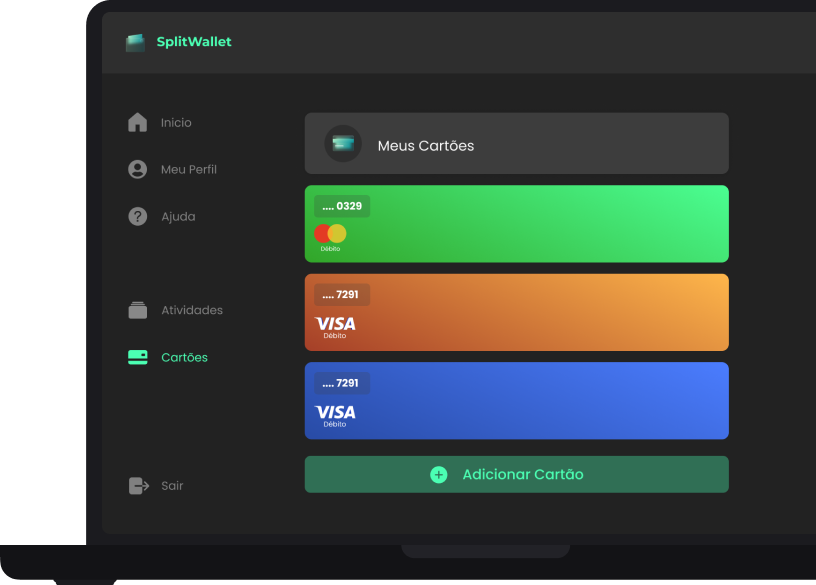 SplitWallet
Inicio
Meu Perfil
Ajuda
Atividades
Cartões
Sair
Meus Cartões
.... 0329
Débito
.... 7291
VISA
Débito
.... 7291
VISA
Débito
Adicionar Cartão